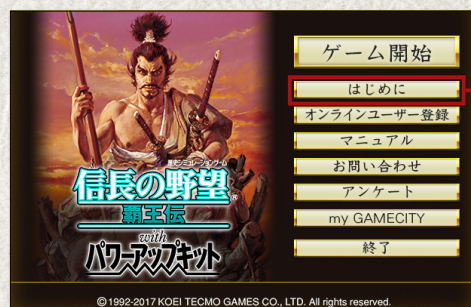 歴史シミュレーションゲーム
信長の野望®
覇王伝
with
パワーアップキット
ゲーム開始
はじめに
オンラインユーザー登録
マニュアル
お問い合わせ
アンケート
my GAMECITY
終了
©1992-2017 KOEI TECMO GAMES CO., LTD. All rights reserved.